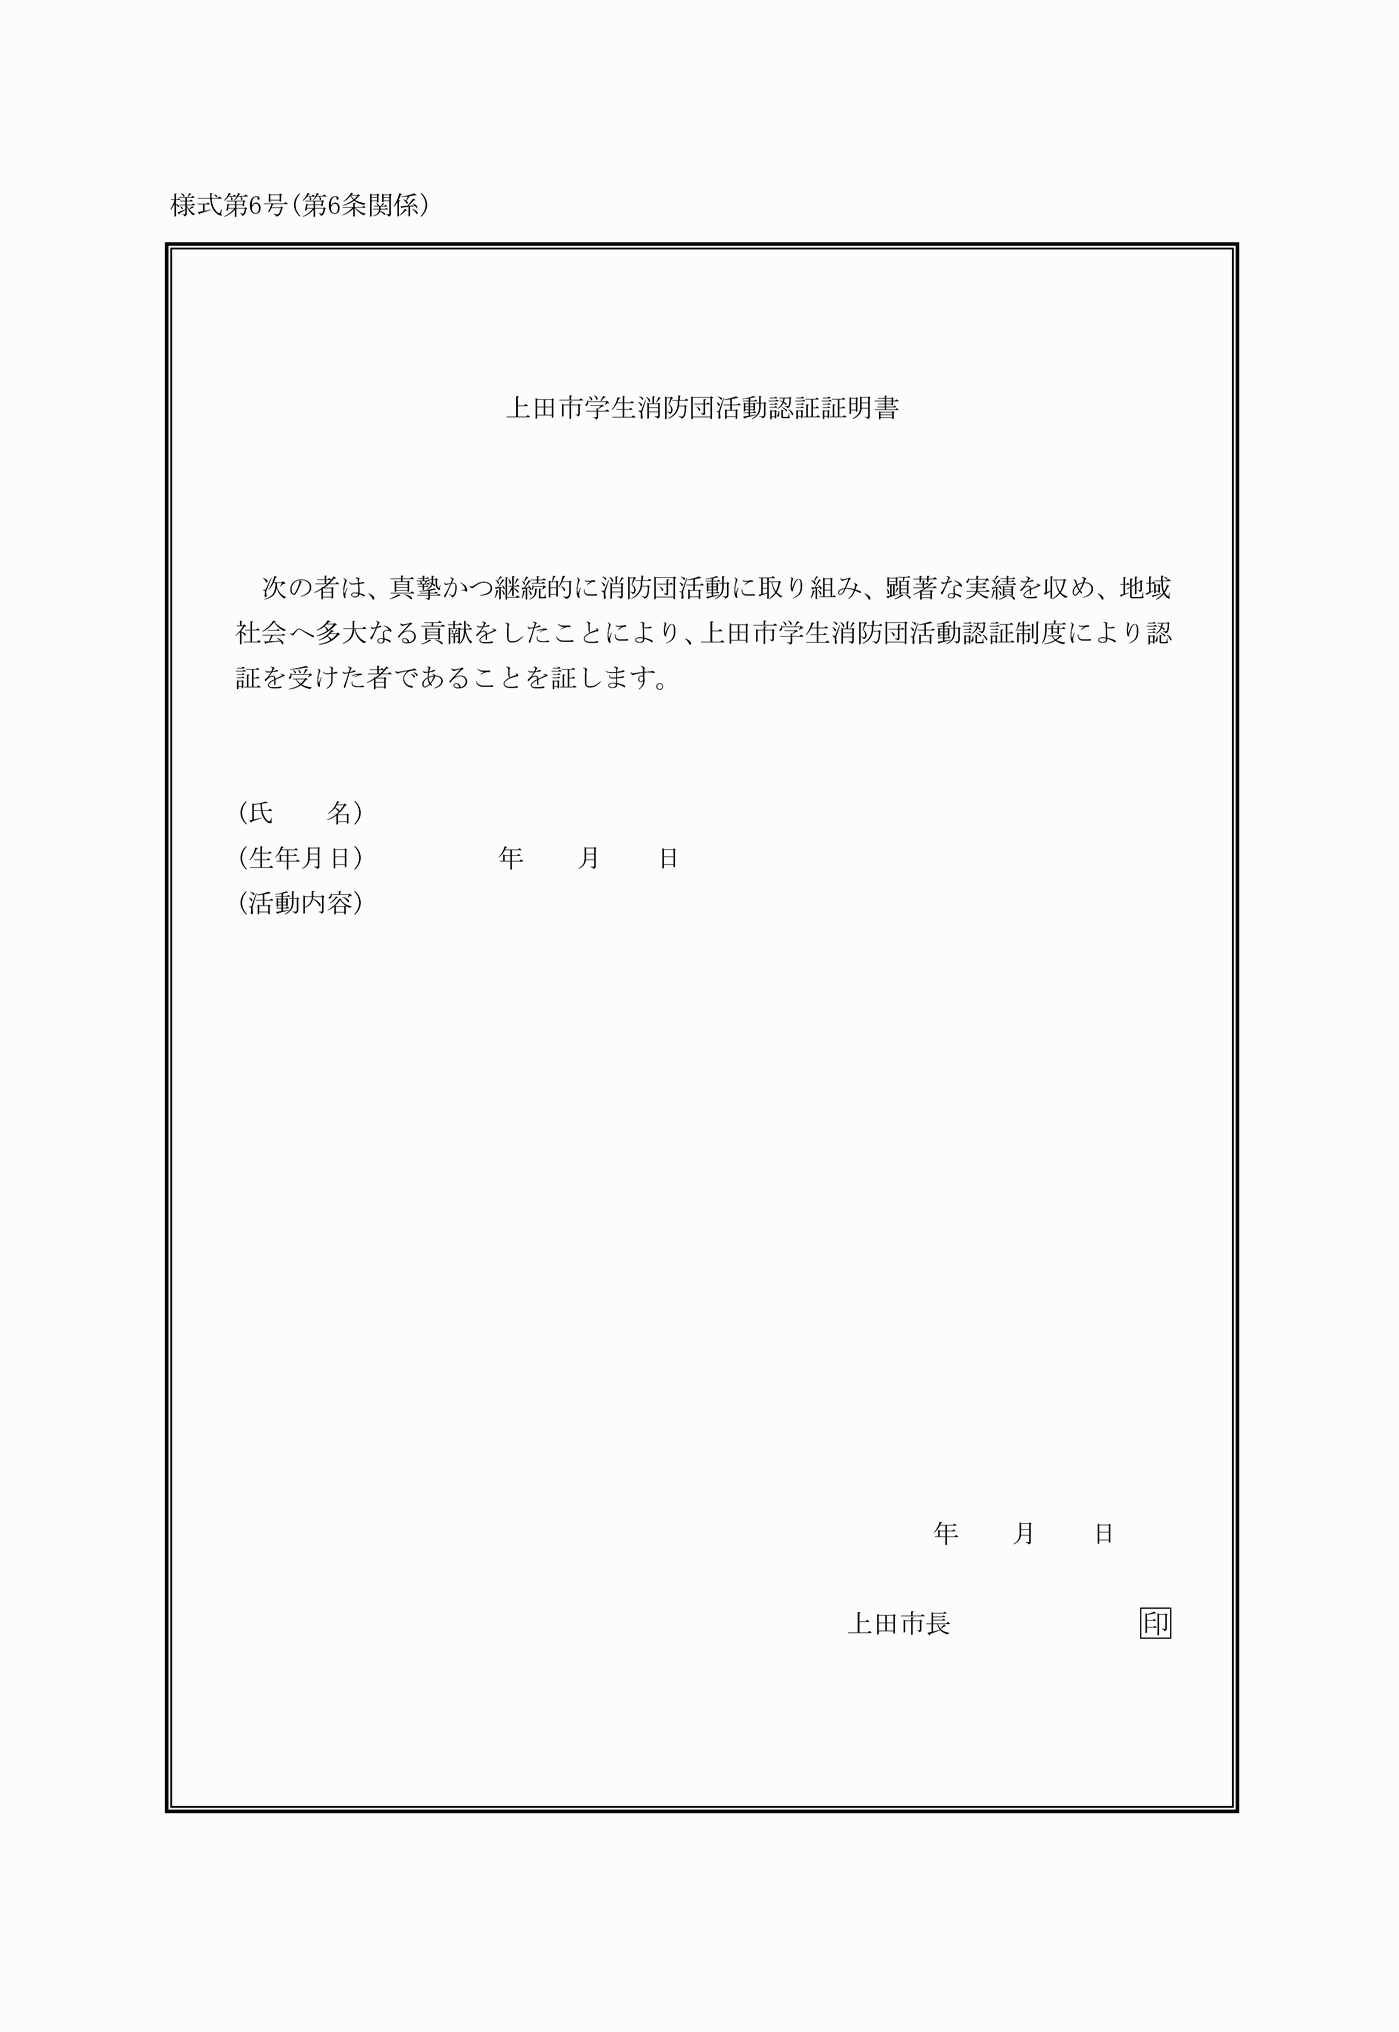 様式第6号(第6条関係)
上田市学生消防団活動認証証明書
次の者は、真摯かつ継続的に消防団活動に取り組み、顕著な実績を収め、地域
社会へ多大なる貢献をしたことにより、上田市学生消防団活動認証制度により認
証を受けた者であることを証します。
(氏　　名)
(生年月日)　　　　　年　　月　　日
(活動内容)
年　　月　　日
上田市長　　　　　　　印